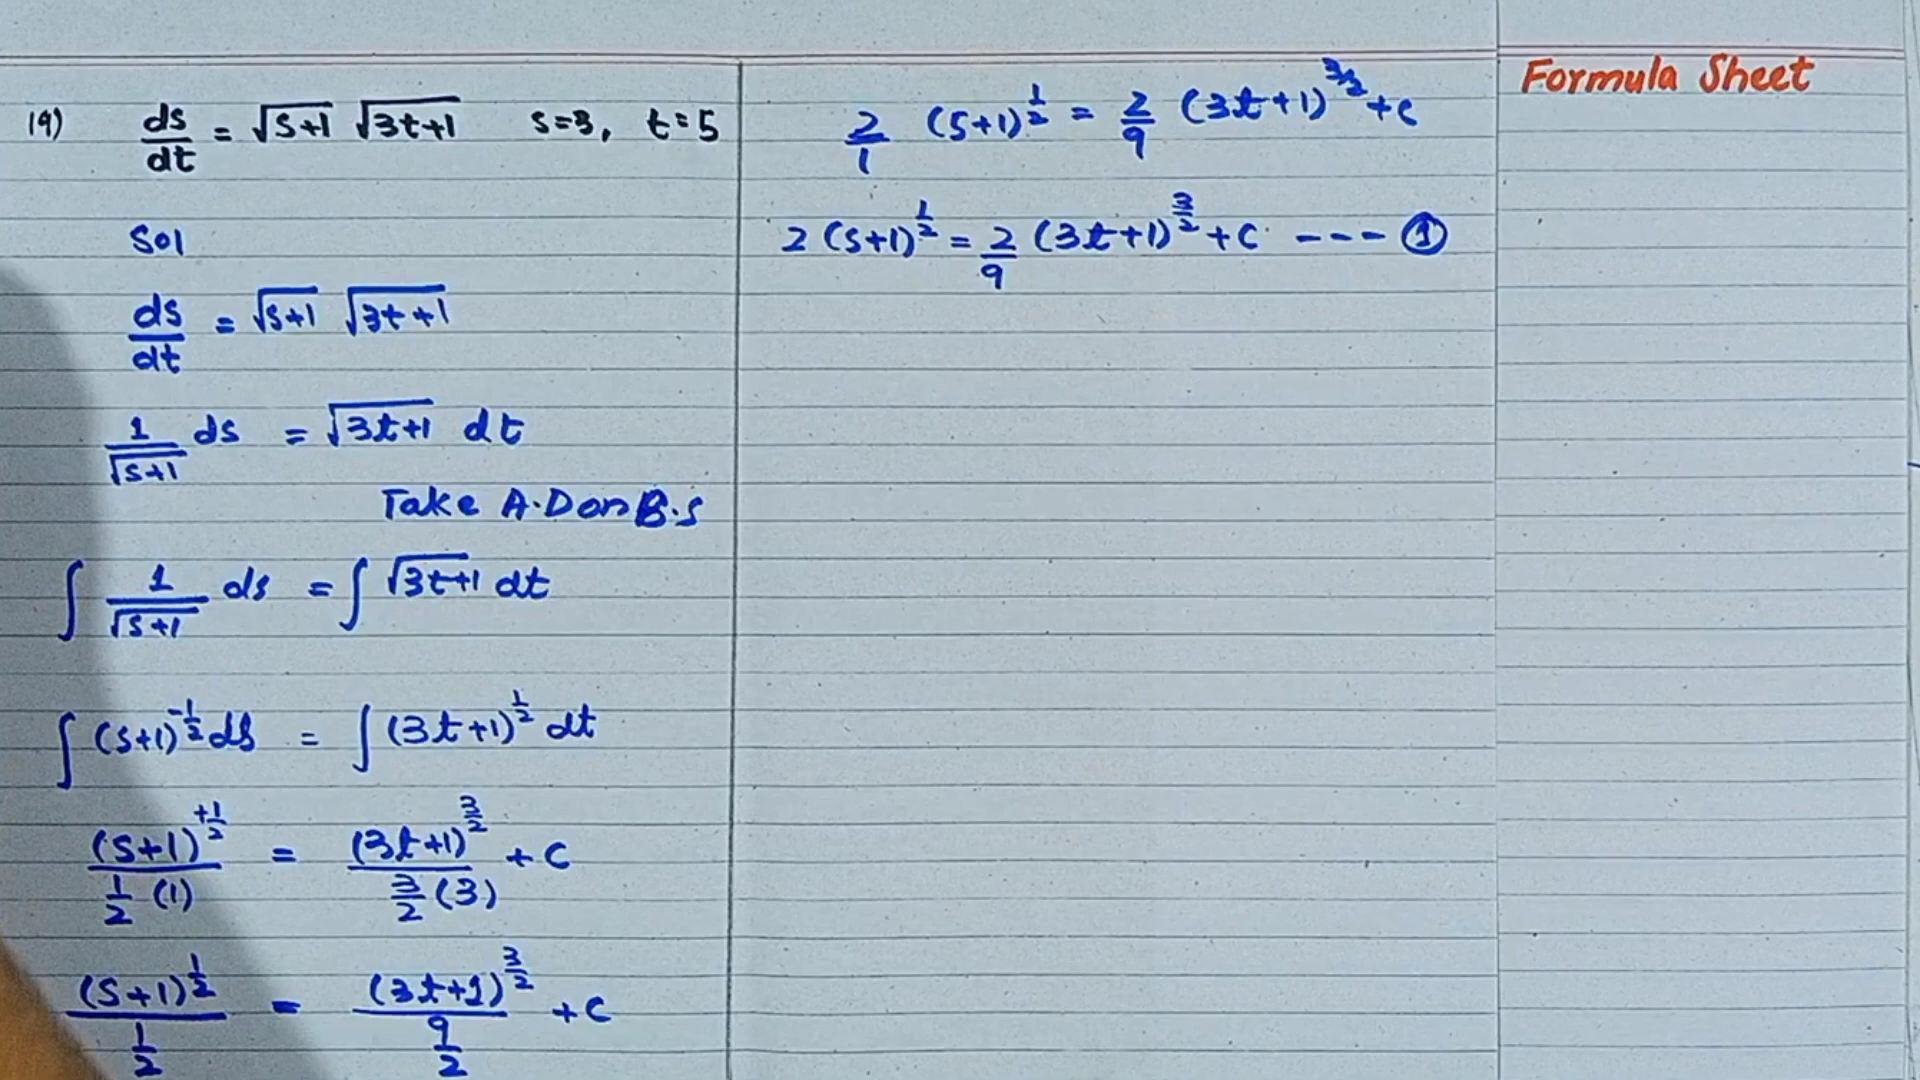 19) ds/dt = √s+1 √3t+1 s=3, t=5
Sol
ds/dt = √s+1 √3t+1
1/√s+1 ds = √3t+1 dt
Take A.D on B.S
∫ 1/√s+1 ds = ∫ √3t+1 dt
∫ (s+1)^-1/2 ds = ∫ (3t+1)^1/2 dt
(s+1)^+1/2 / 1/2 (1) = (3t+1)^3/2 / 3/2 (3) + c
(s+1)^1/2 / 1/2 = (3t+1)^3/2 / 9/2 + c
2/1 (s+1)^1/2 = 2/9 (3t+1)^3/2 + c
2 (s+1)^1/2 = 2/9 (3t+1)^3/2 + c --- ①
Formula Sheet